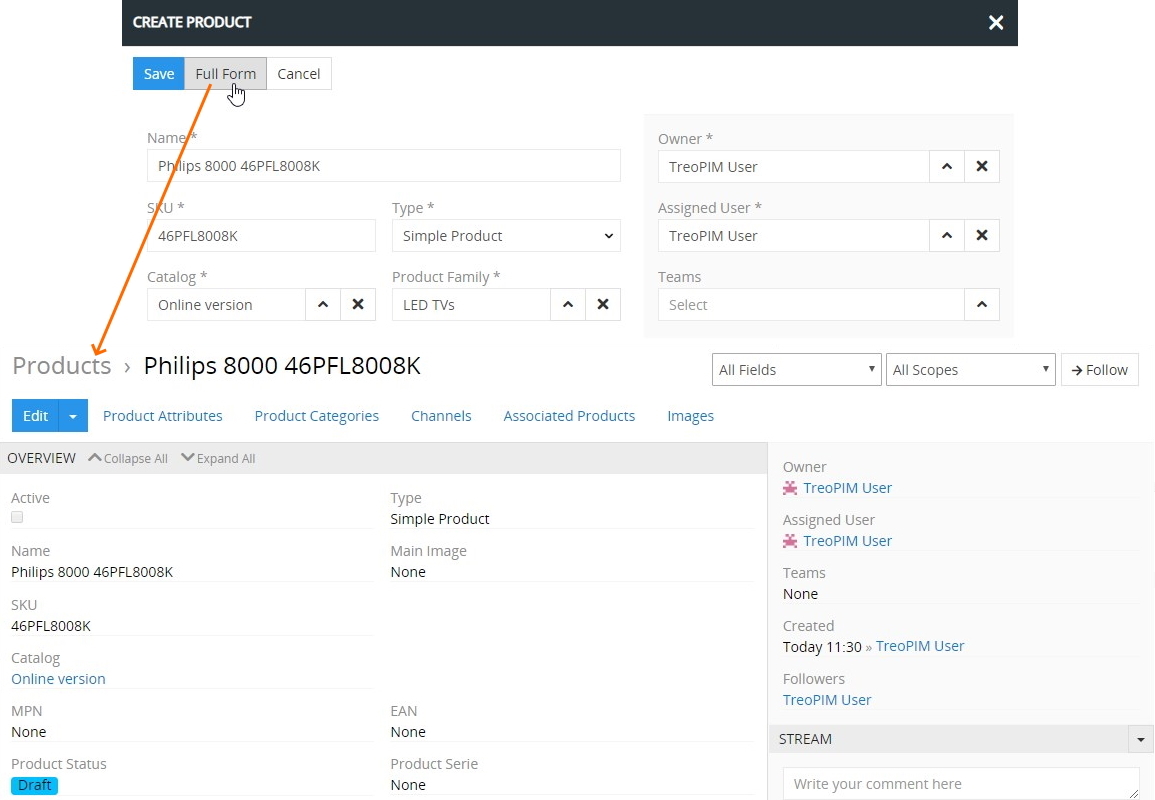 CREATE PRODUCT
Save Full Form Cancel
Name * Owner *
Philips 8000 46PFL8008K TreoPIM User
SKU * Type * Assigned User *
46PFL8008K Simple Product TreoPIM User
Catalog * Product Family * Teams
Online version LED TVs Select
Products › Philips 8000 46PFL8008K All Fields All Scopes Follow
Edit Product Attributes Product Categories Channels Associated Products Images
OVERVIEW Collapse All Expand All
Active Type
Simple Product
Name Main Image
Philips 8000 46PFL8008K None
SKU
46PFL8008K
Catalog
Online version
MPN EAN
None None
Product Status Product Serie
Draft None
Owner
TreoPIM User
Assigned User
TreoPIM User
Teams
None
Created
Today 11:30 » TreoPIM User
Followers
TreoPIM User
STREAM
Write your comment here